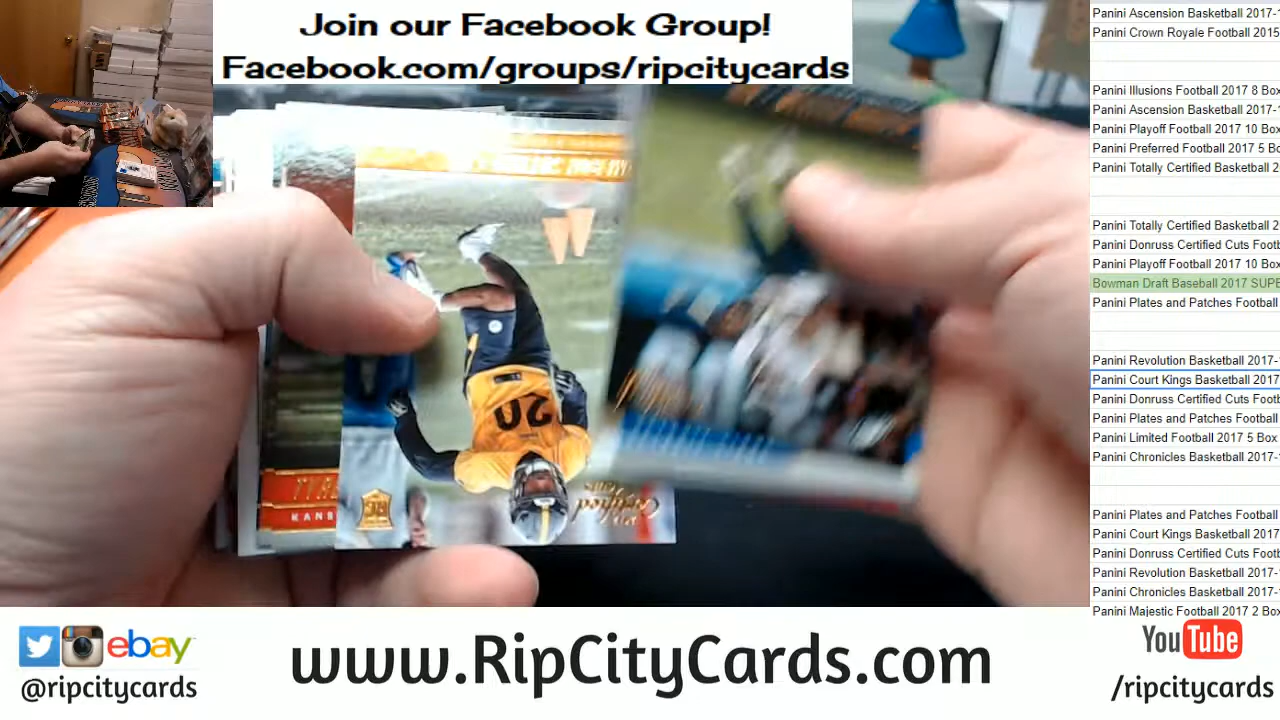 Join our Facebook Group!
Facebook.com/groups/ripcitycards
Panini Ascension Basketball 2017-
Panini Crown Royale Football 2015
Panini Illusions Football 2017 8 Box
Panini Ascension Basketball 2017-
Panini Playoff Football 2017 10 Box
Panini Preferred Football 2017 5 Bo
Panini Totally Certified Basketball 2
Panini Totally Certified Basketball 2
Panini Donruss Certified Cuts Footb
Panini Playoff Football 2017 10 Box
Bowman Draft Baseball 2017 SUPE
Panini Plates and Patches Football
Panini Revolution Basketball 2017-
Panini Court Kings Basketball 2017
Panini Donruss Certified Cuts Footb
Panini Plates and Patches Football
Panini Limited Football 2017 5 Box
Panini Chronicles Basketball 2017-
Panini Plates and Patches Football
Panini Court Kings Basketball 2017
Panini Donruss Certified Cuts Footb
Panini Revolution Basketball 2017-
Panini Chronicles Basketball 2017-
Panini Majestic Football 2017 2 Box
20
RC
TYR
KANS
ebay
@ripcitycards
www.RipCityCards.com
YouTube
/ripcitycards